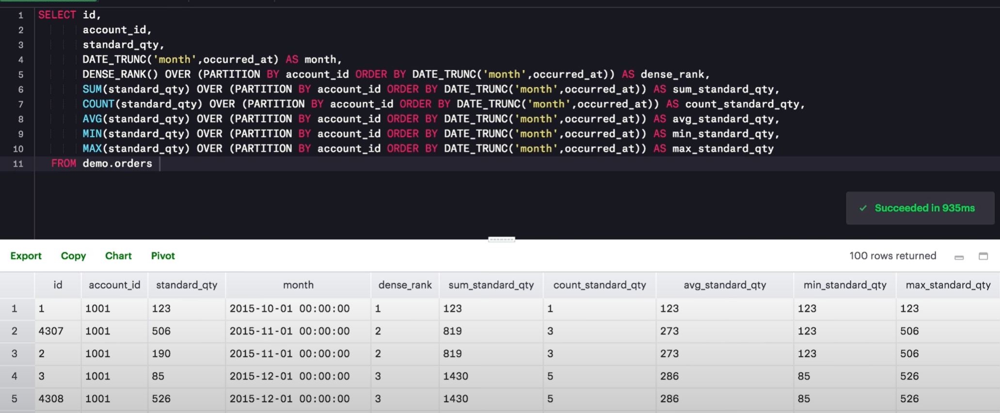 1 SELECT id,
2 account_id,
3 standard_qty,
4 DATE_TRUNC('month',occurred_at) AS month,
5 DENSE_RANK() OVER (PARTITION BY account_id ORDER BY DATE_TRUNC('month',occurred_at)) AS dense_rank,
6 SUM(standard_qty) OVER (PARTITION BY account_id ORDER BY DATE_TRUNC('month',occurred_at)) AS sum_standard_qty,
7 COUNT(standard_qty) OVER (PARTITION BY account_id ORDER BY DATE_TRUNC('month',occurred_at)) AS count_standard_qty,
8 AVG(standard_qty) OVER (PARTITION BY account_id ORDER BY DATE_TRUNC('month',occurred_at)) AS avg_standard_qty,
9 MIN(standard_qty) OVER (PARTITION BY account_id ORDER BY DATE_TRUNC('month',occurred_at)) AS min_standard_qty,
10 MAX(standard_qty) OVER (PARTITION BY account_id ORDER BY DATE_TRUNC('month',occurred_at)) AS max_standard_qty
11 FROM demo.orders
✓ Succeeded in 935ms
Export Copy Chart Pivot 100 rows returned
id account_id standard_qty month dense_rank sum_standard_qty count_standard_qty avg_standard_qty min_standard_qty max_standard_qty
1 1 1001 123 2015-10-01 00:00:00 1 123 1 123 123 123
2 4307 1001 506 2015-11-01 00:00:00 2 819 3 273 123 506
3 2 1001 190 2015-11-01 00:00:00 2 819 3 273 123 506
4 3 1001 85 2015-12-01 00:00:00 3 1430 5 286 85 526
5 4308 1001 526 2015-12-01 00:00:00 3 1430 5 286 85 526